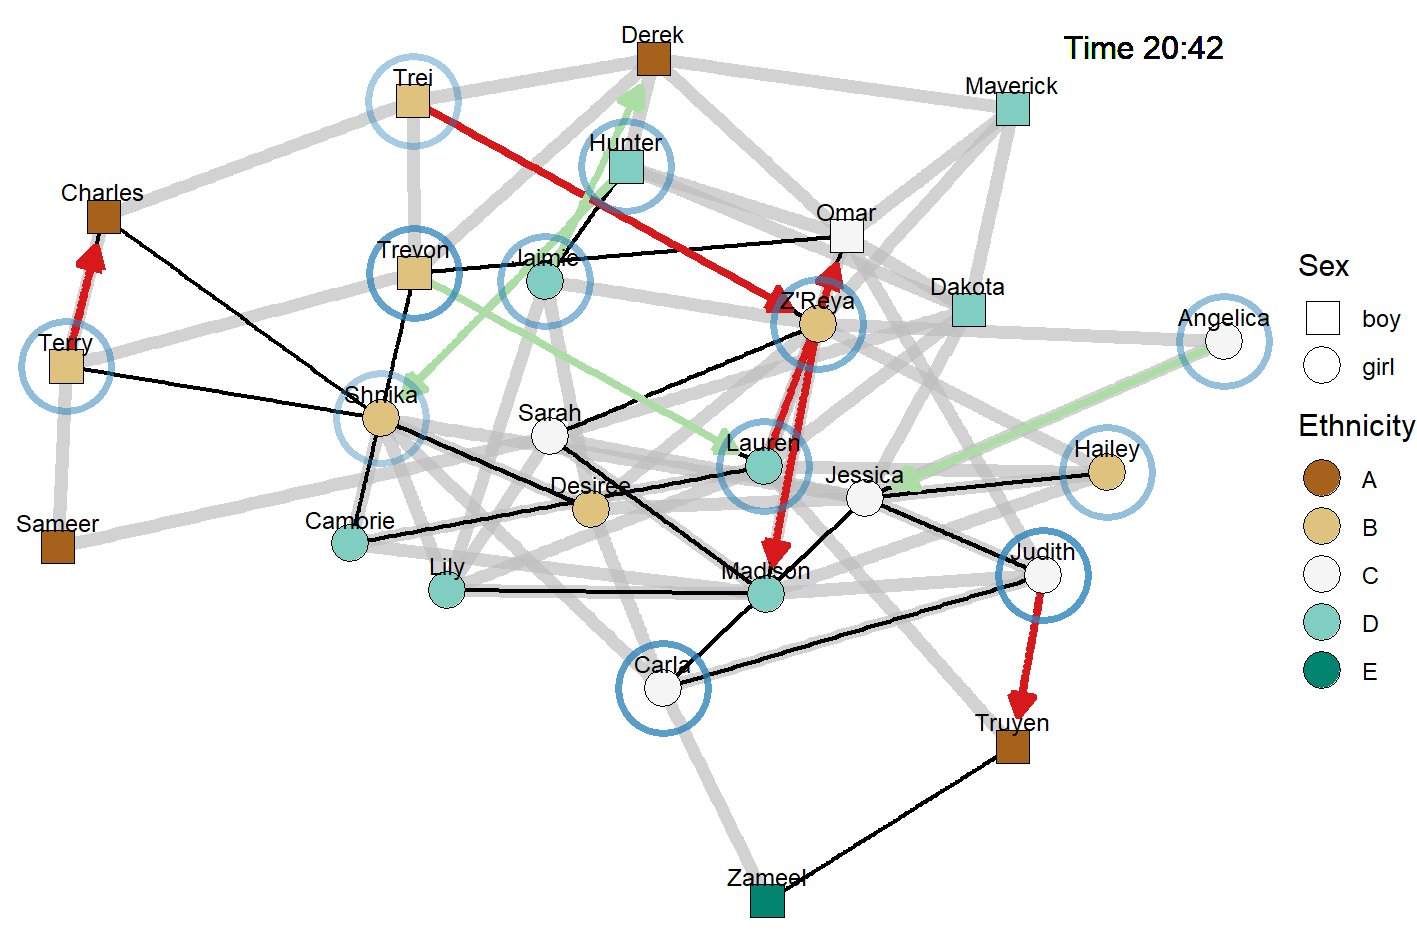 Derek
Time 20:42
Trei
Maverick
Hunter
Charles
Omar
Trevon
Jaimie
Dakota
Sex
Z'Reya
Angelica
boy
Terry
girl
Shnika
Sarah
Ethnicity
Lauren
Hailey
Jessica
A
Desiree
Sameer
Cambrie
B
Judith
Lily
Madison
C
D
Carla
E
Truyen
Zameel